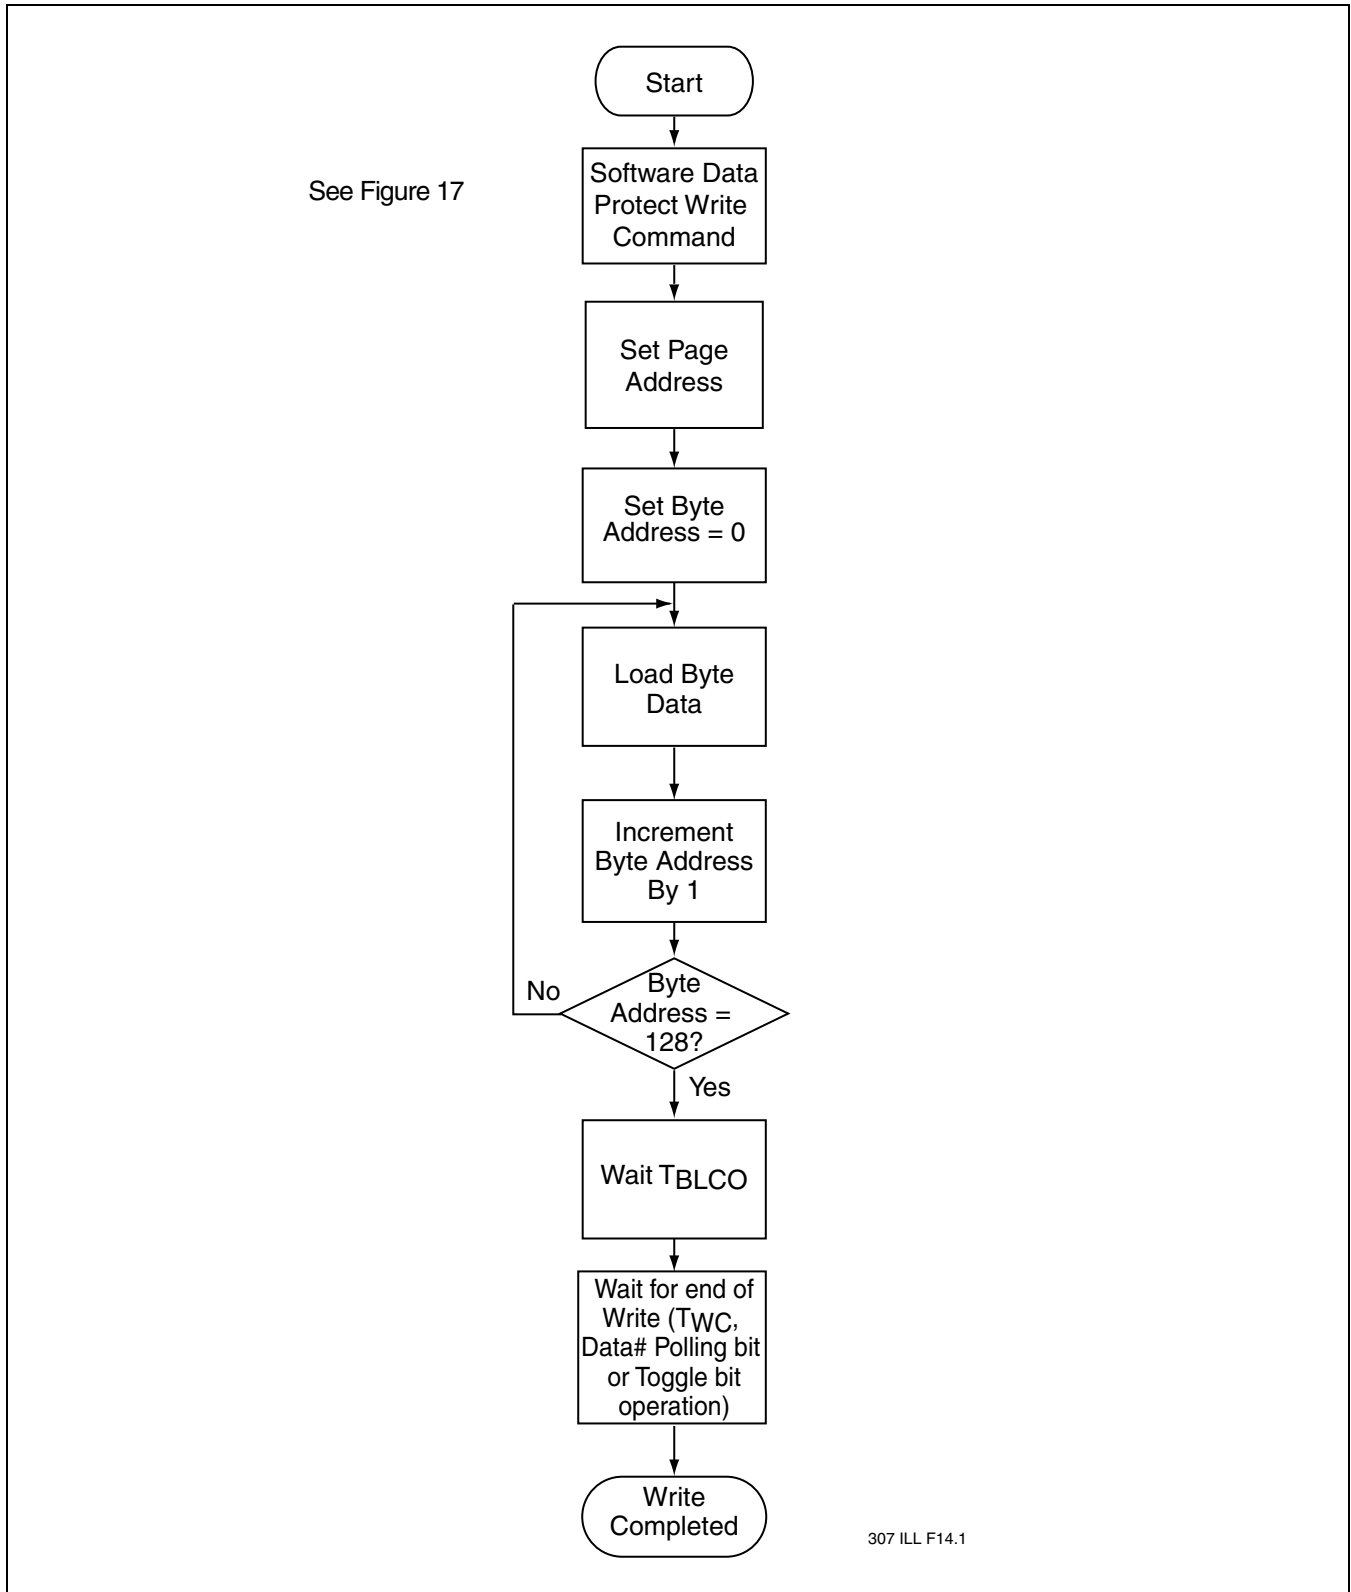 Start
See Figure 17
Software Data
Protect Write
Command
Set Page
Address
Set Byte
Address = 0
Load Byte
Data
Increment
Byte Address
By 1
Byte
Address =
128?
No
Yes
Wait TBLCO
Wait for end of
Write (TWC,
Data# Polling bit
or Toggle bit
operation)
Write
Completed
307 ILL F14.1